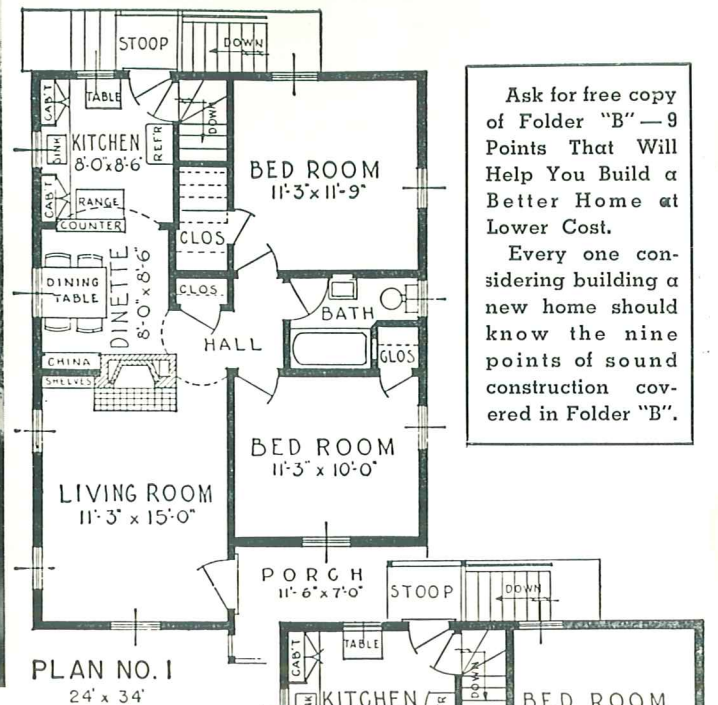 STOOP
DOWN
CAB'T
TABLE
DOWN
SINK
KITCHEN
8'-0"x8'-6"
REF'R
CAB'T
RANGE
COUNTER
BED ROOM
11'-3"x11'-9"
CLOS
DINING
TABLE
DINETTE
8'-0"x8'-6"
CLOS
BATH
HALL
CLOS
CHINA
SHELVES
BED ROOM
11'-3" x 10'-0"
LIVING ROOM
11'-3" x 15'-0"
PORCH
11'-6"x7'-0"
PLAN NO. 1
24' x 34'
Ask for free copy
of Folder "B" — 9
Points That Will
Help You Build a
Better Home at
Lower Cost.
Every one con-
sidering building a
new home should
know the nine
points of sound
construction cov-
ered in Folder "B".
STOOP
DOWN
CAB'T
TABLE
DOWN
KITCHEN
BED ROOM